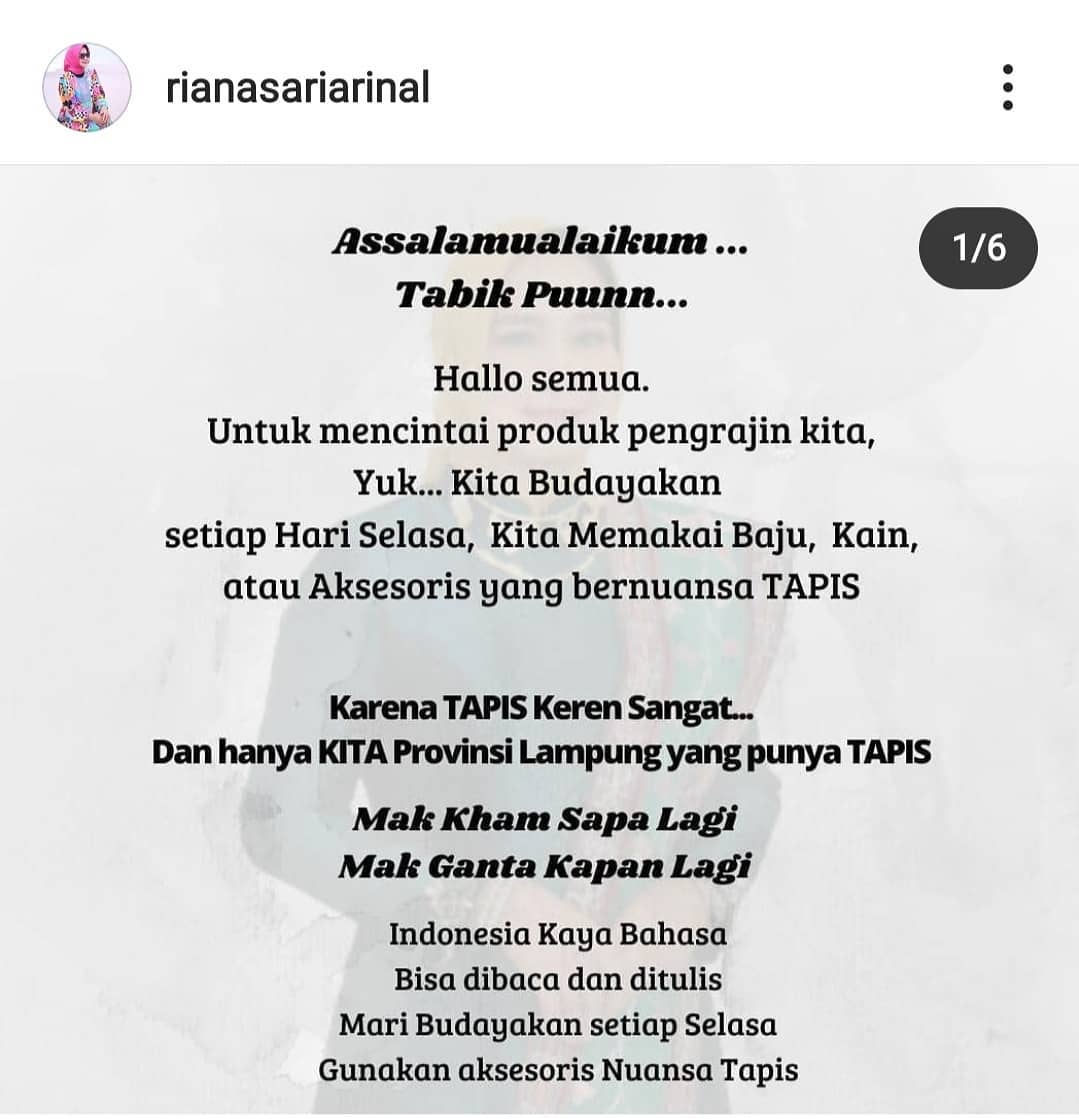 rianasariarinal
1/6
Assalamualaikum ...
Tabik Puunn...
Hallo semua.
Untuk mencintai produk pengrajin kita,
Yuk... Kita Budayakan
setiap Hari Selasa, Kita Memakai Baju, Kain,
atau Aksesoris yang bernuansa TAPIS
Karena TAPIS Keren Sangat...
Dan hanya KITA Provinsi Lampung yang punya TAPIS
Mak Kham Sapa Lagi
Mak Ganta Kapan Lagi
Indonesia Kaya Bahasa
Bisa dibaca dan ditulis
Mari Budayakan setiap Selasa
Gunakan aksesoris Nuansa Tapis